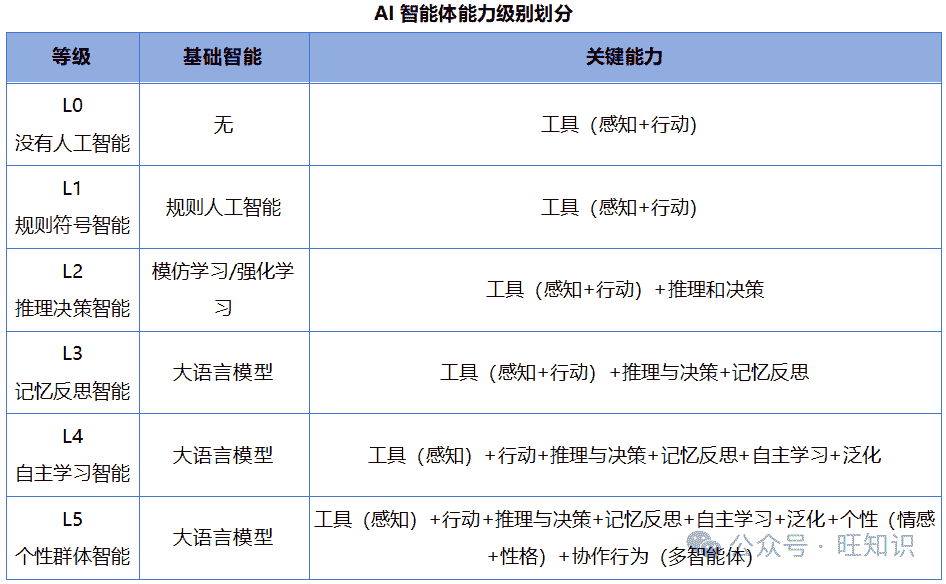 AI 智能体能力级别划分
等级
基础智能
关键能力
L0
没有人工智能
无
工具（感知+行动）
L1
规则符号智能
规则人工智能
工具（感知+行动）
L2
推理决策智能
模仿学习/强化学
习
工具（感知+行动）+推理和决策
L3
记忆反思智能
大语言模型
工具（感知+行动）+推理与决策+记忆反思
L4
自主学习智能
大语言模型
工具（感知）+行动+推理与决策+记忆反思+自主学习+泛化
L5
个性群体智能
大语言模型
工具（感知）+行动+推理与决策+记忆反思+自主学习+泛化+个性（情感
+性格）+协作行为（多智能体）
公众号·旺知识